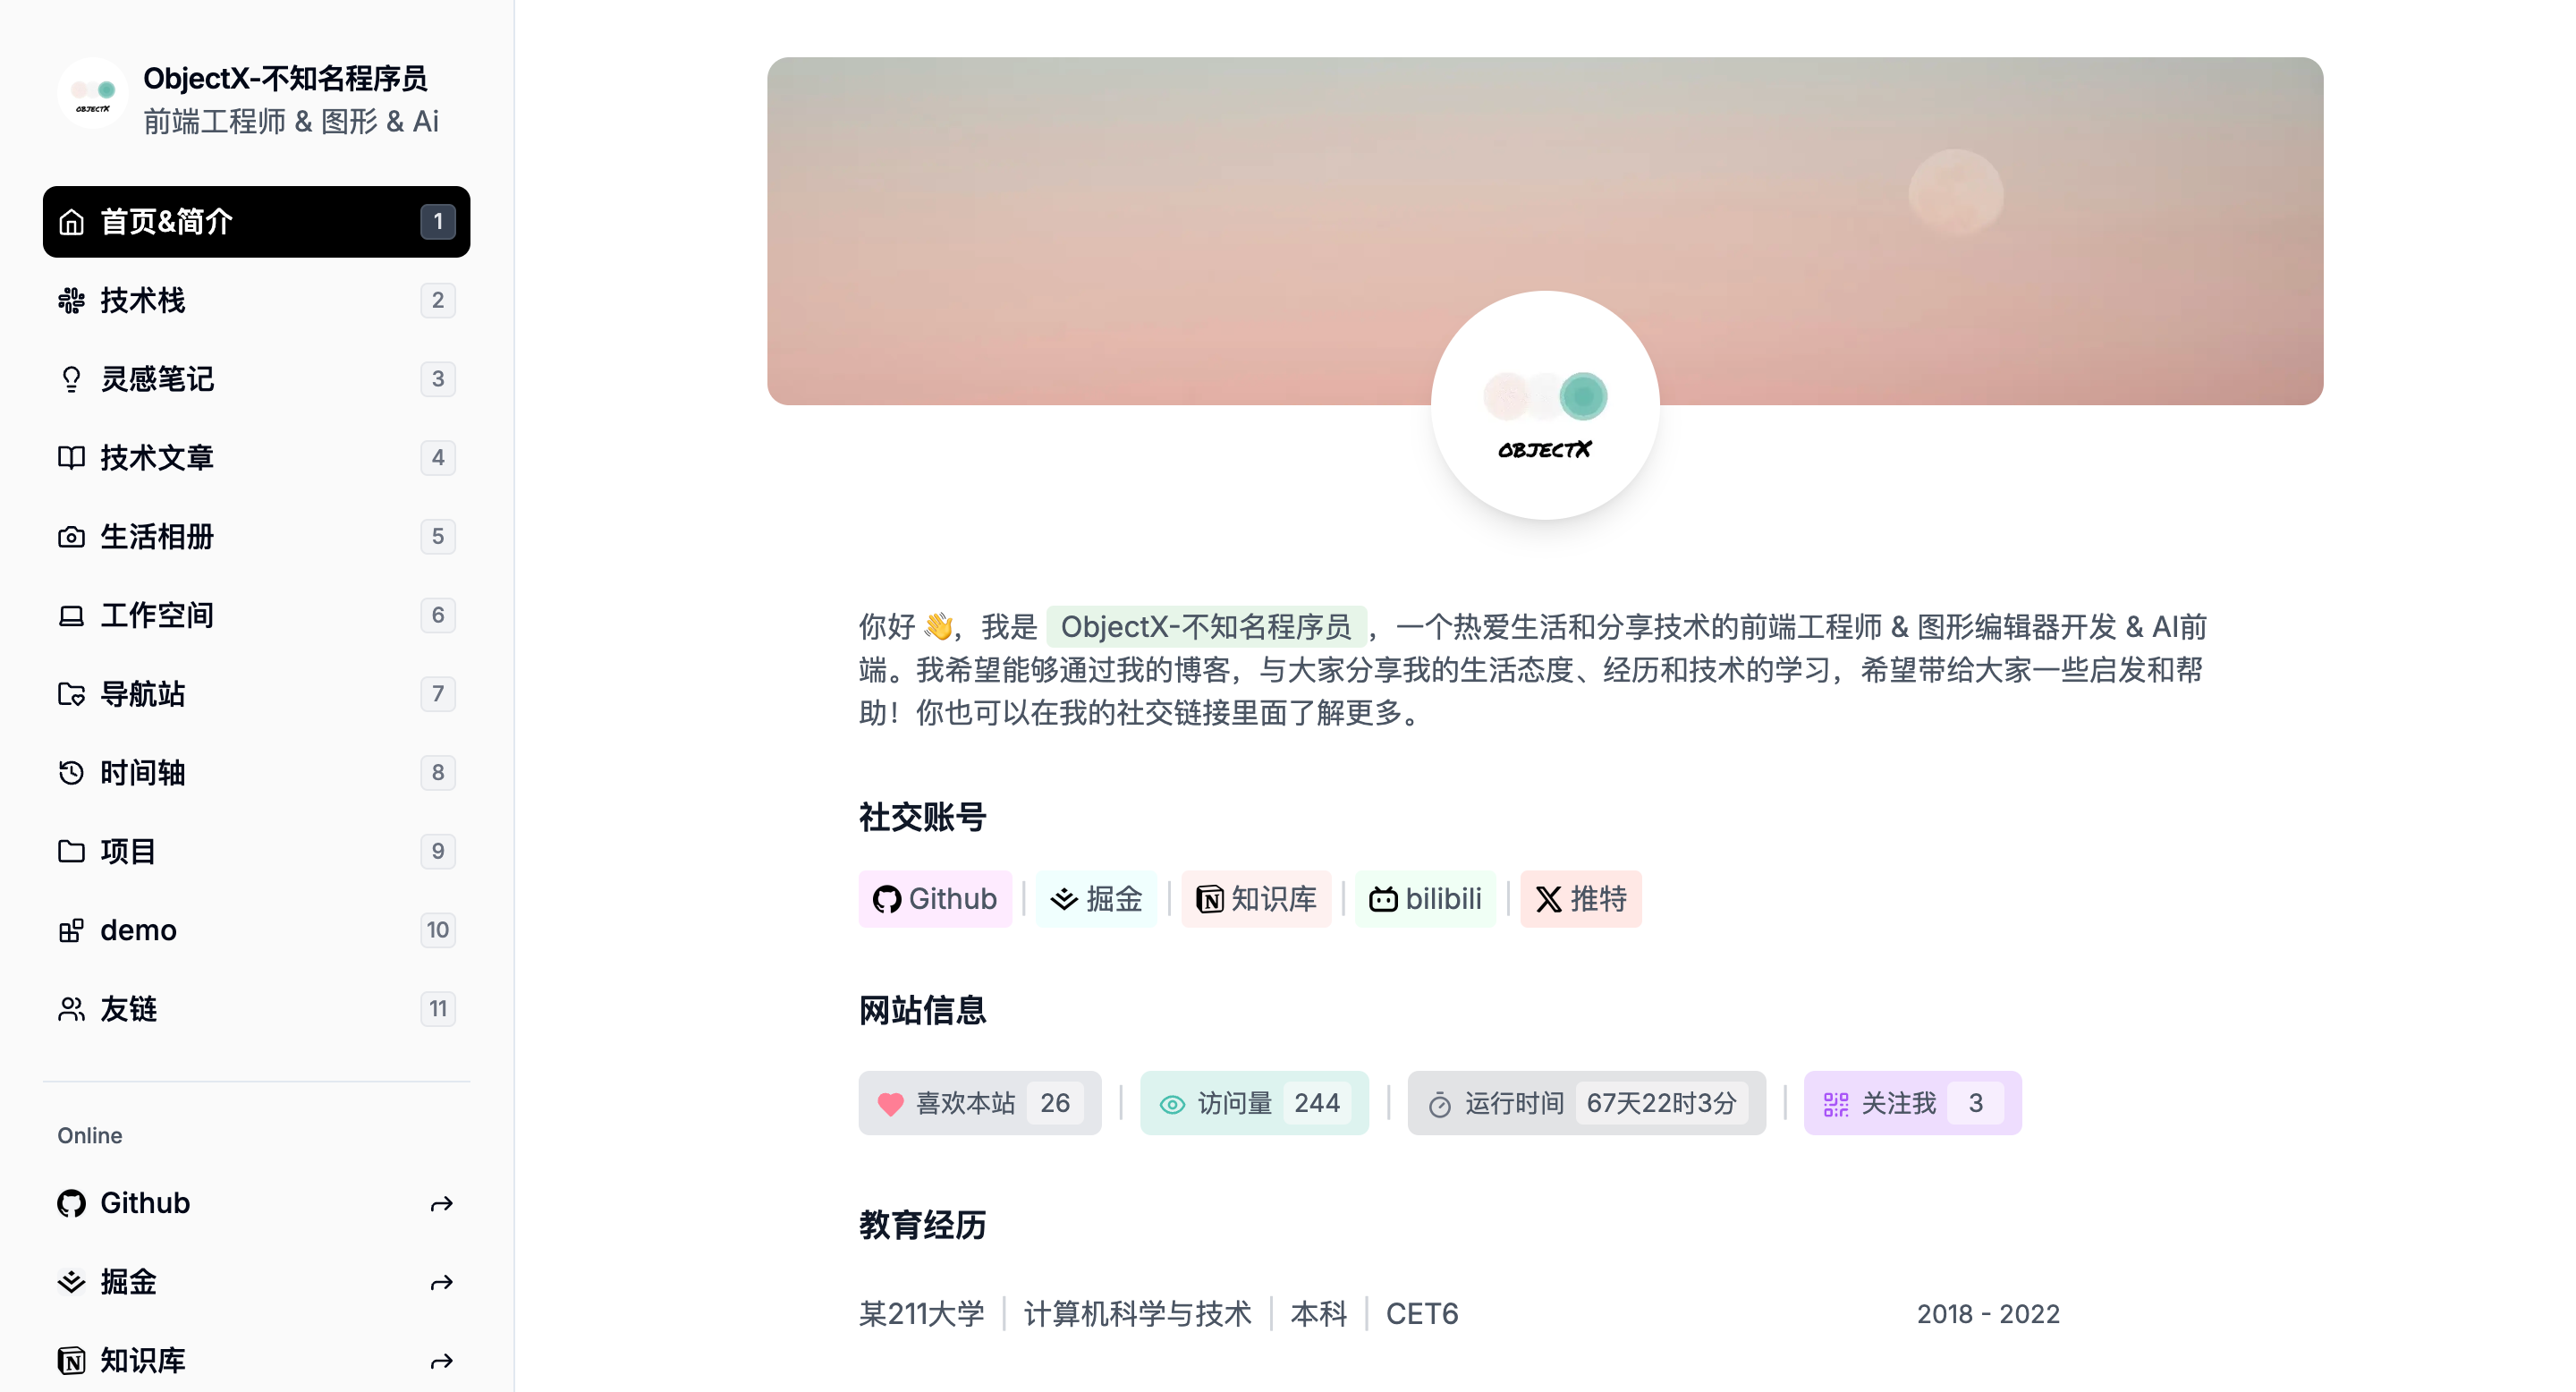 ObjectX-不知名程序员
前端工程师 & 图形 & Ai
OBJECTX
首页&简介 1
技术栈 2
灵感笔记 3
技术文章 4
生活相册 5
工作空间 6
导航站 7
时间轴 8
项目 9
demo 10
友链 11
Online
Github
掘金
知识库
OBJECTX
你好 👋，我是 ObjectX-不知名程序员 ，一个热爱生活和分享技术的前端工程师 & 图形编辑器开发 & AI前
端。我希望能够通过我的博客，与大家分享我的生活态度、经历和技术的学习，希望带给大家一些启发和帮
助！你也可以在我的社交链接里面了解更多。
社交账号
Github | 掘金 | 知识库 | bilibili | 推特
网站信息
喜欢本站 26 | 访问量 244 | 运行时间 67天22时3分 | 关注我 3
教育经历
某211大学 | 计算机科学与技术 | 本科 | CET6 2018 - 2022